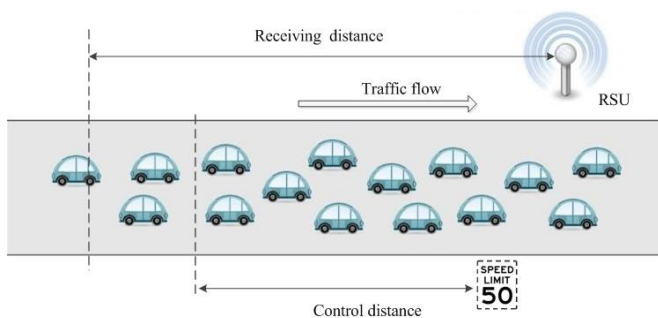 Receiving distance
Traffic flow
RSU
SPEED
LIMIT
50
Control distance